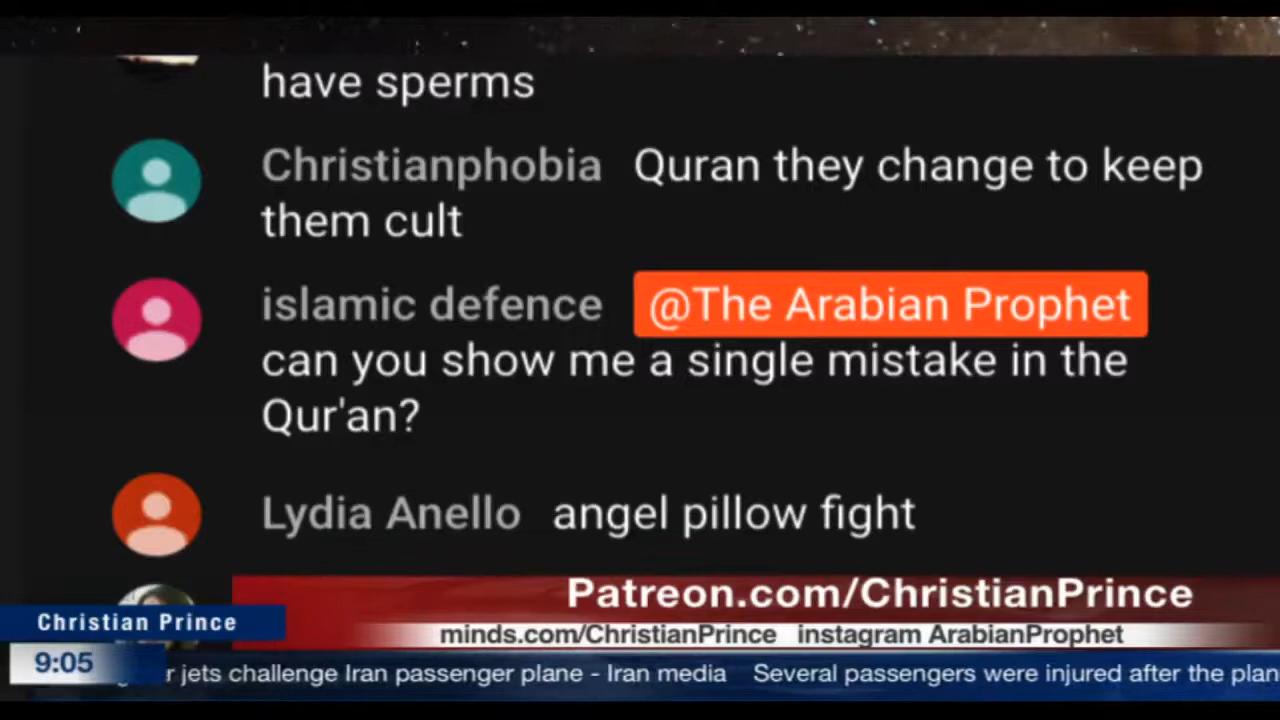 have sperms
Christianphobia Quran they change to keep
them cult
islamic defence @The Arabian Prophet
can you show me a single mistake in the
Qur'an?
Lydia Anello angel pillow fight
Patreon.com/ChristianPrince
Christian Prince
minds.com/ChristianPrince instagram ArabianProphet
9:05
r jets challenge Iran passenger plane - Iran media Several passengers were injured after the plan